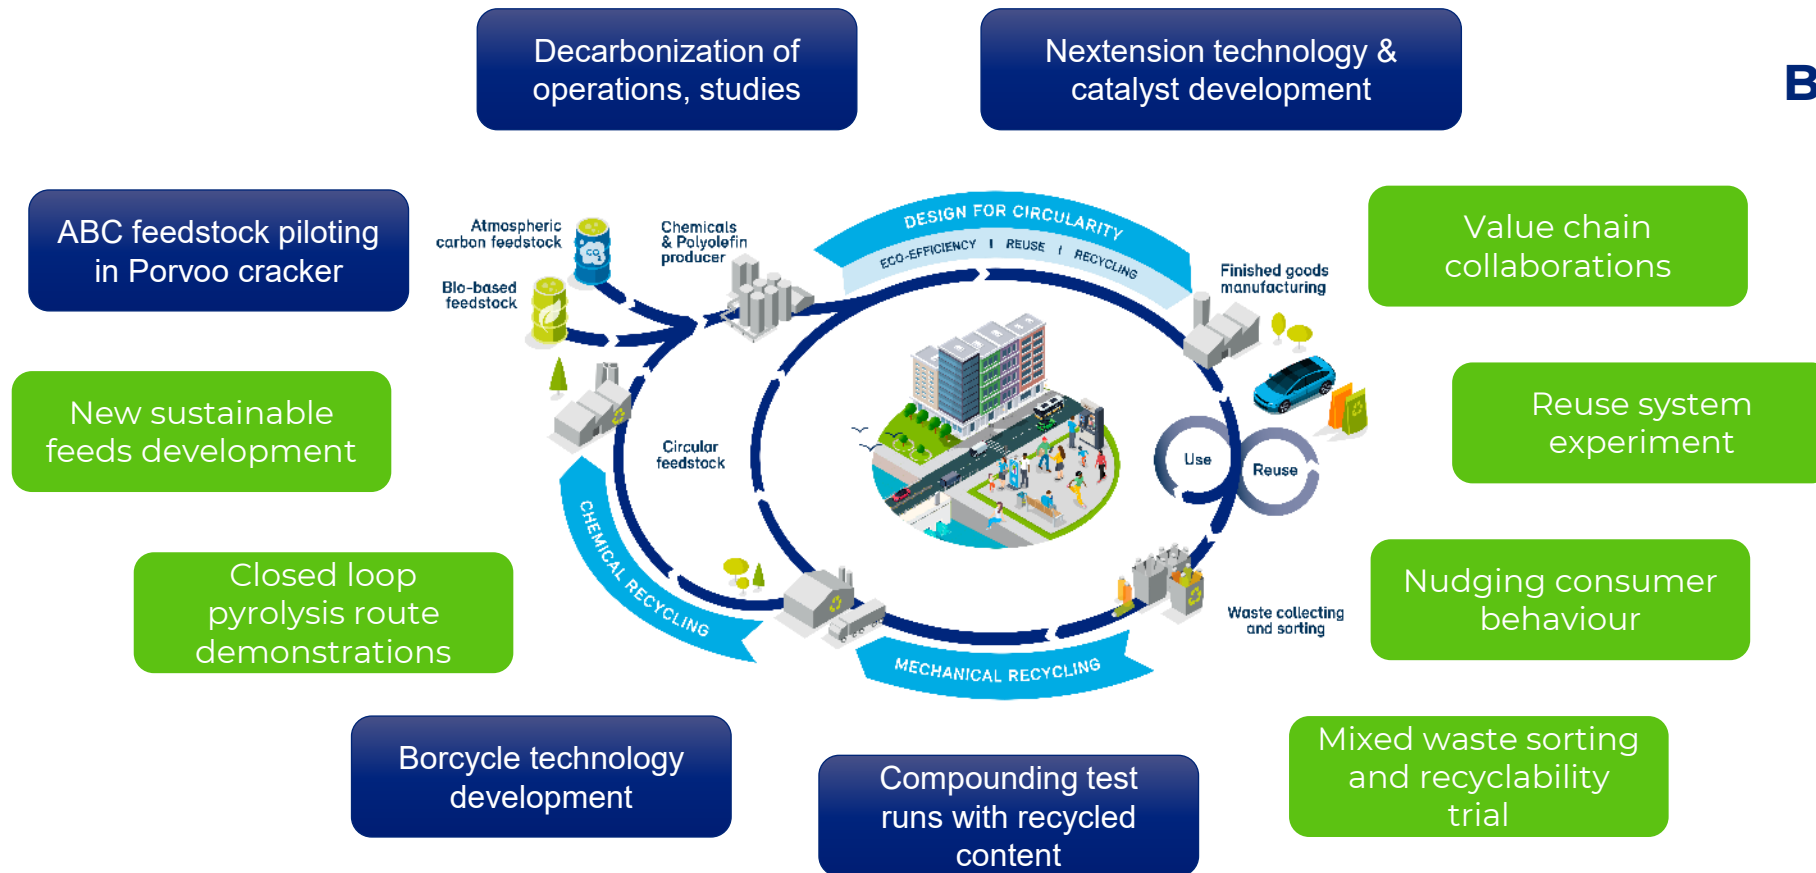 Decarbonization of
operations, studies
Nextension technology &
catalyst development
B
ABC feedstock piloting
in Porvoo cracker
Atmospheric
carbon feedstock
CO2
Bio-based
feedstock
Chemicals
& Polyolefin
producer
DESIGN FOR CIRCULARITY
ECO-EFFICIENCY I REUSE I RECYCLING
Finished goods
manufacturing
Value chain
collaborations
New sustainable
feeds development
Circular
feedstock
Use
Reuse
Reuse system
experiment
CHEMICAL RECYCLING
Closed loop
pyrolysis route
demonstrations
MECHANICAL RECYCLING
Waste collecting
and sorting
Nudging consumer
behaviour
Borcycle technology
development
Compounding test
runs with recycled
content
Mixed waste sorting
and recyclability
trial